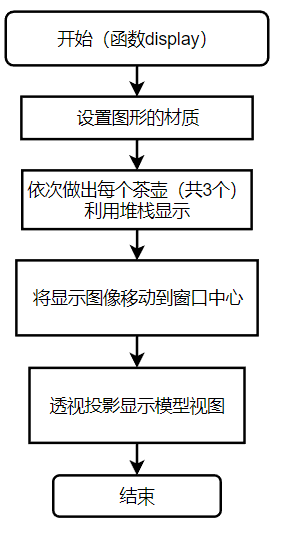 开始（函数display）
设置图形的材质
依次做出每个茶壶（共3个）
利用堆栈显示
将显示图像移动到窗口中心
透视投影显示模型视图
结束